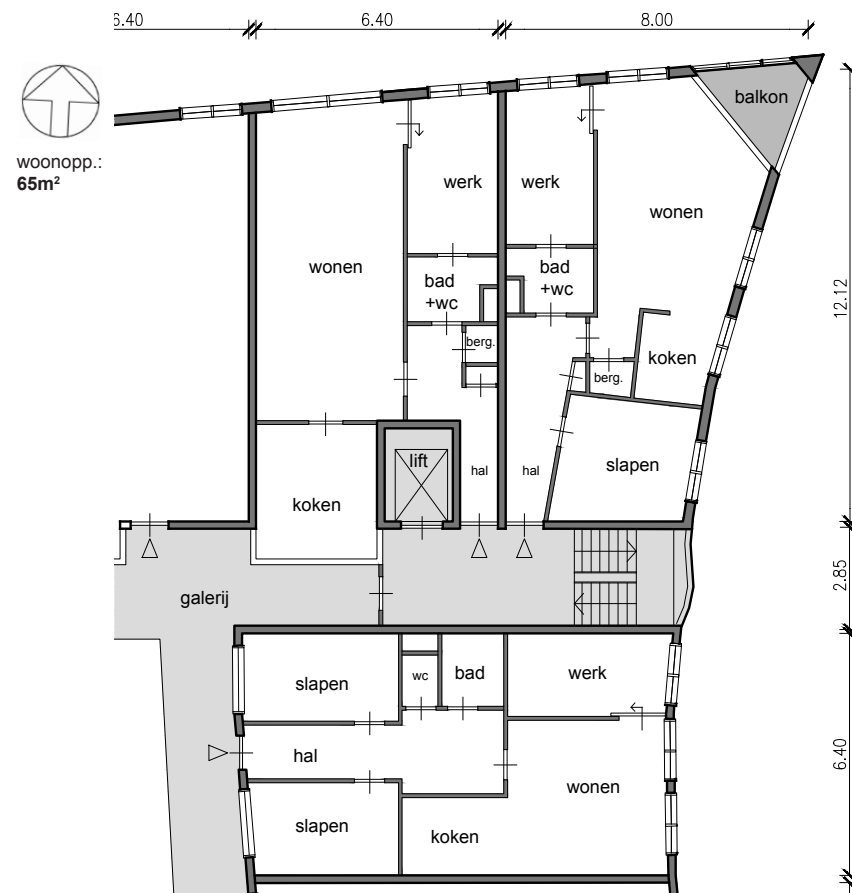 6.40
6.40
8.00
balkon
woonopp.:
65m²
werk
werk
wonen
wonen
bad
+wc
bad
+wc
12.12
berg.
koken
berg.
lift
slapen
hal
hal
koken
galerij
2.85
slapen
wc
bad
werk
hal
6.40
wonen
slapen
koken